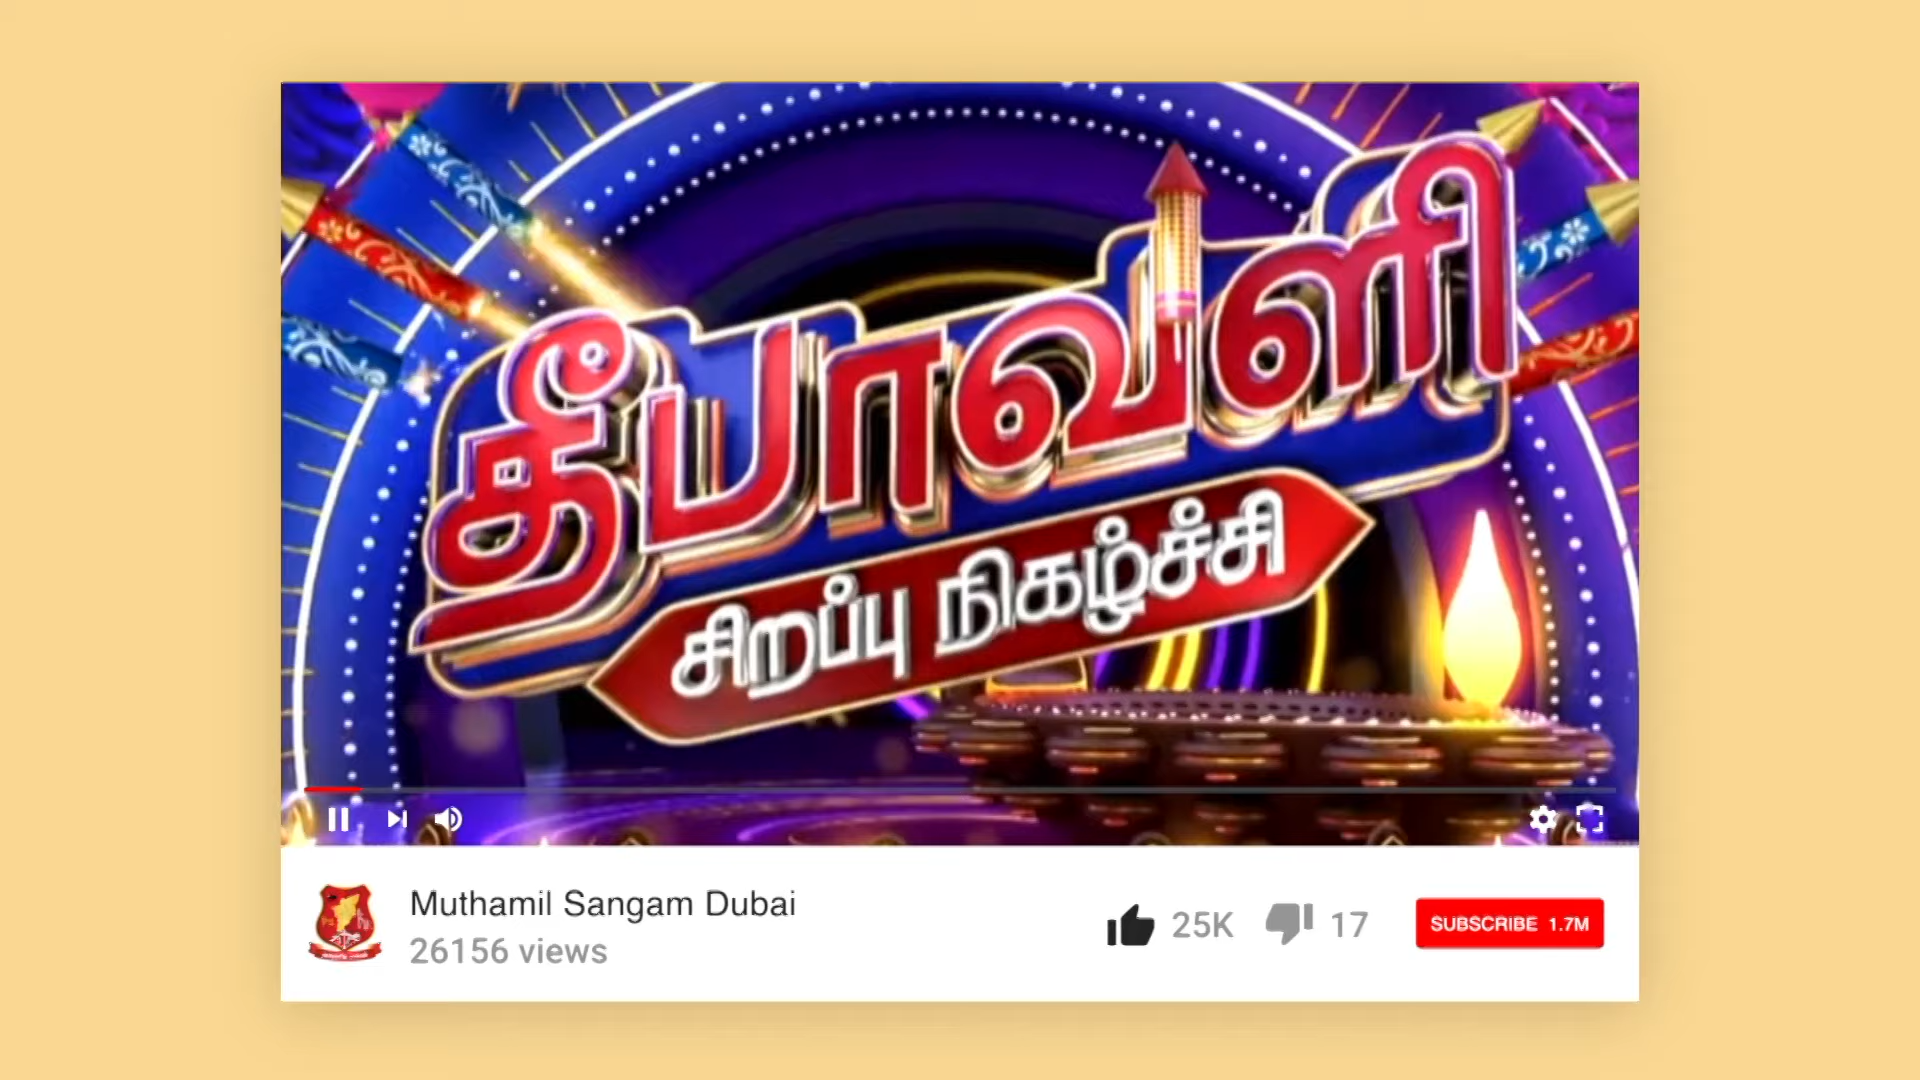 தீபாவளி
சிறப்பு நிகழ்ச்சி
Muthamil Sangam Dubai
26156 views
25K
17
SUBSCRIBE 1.7M